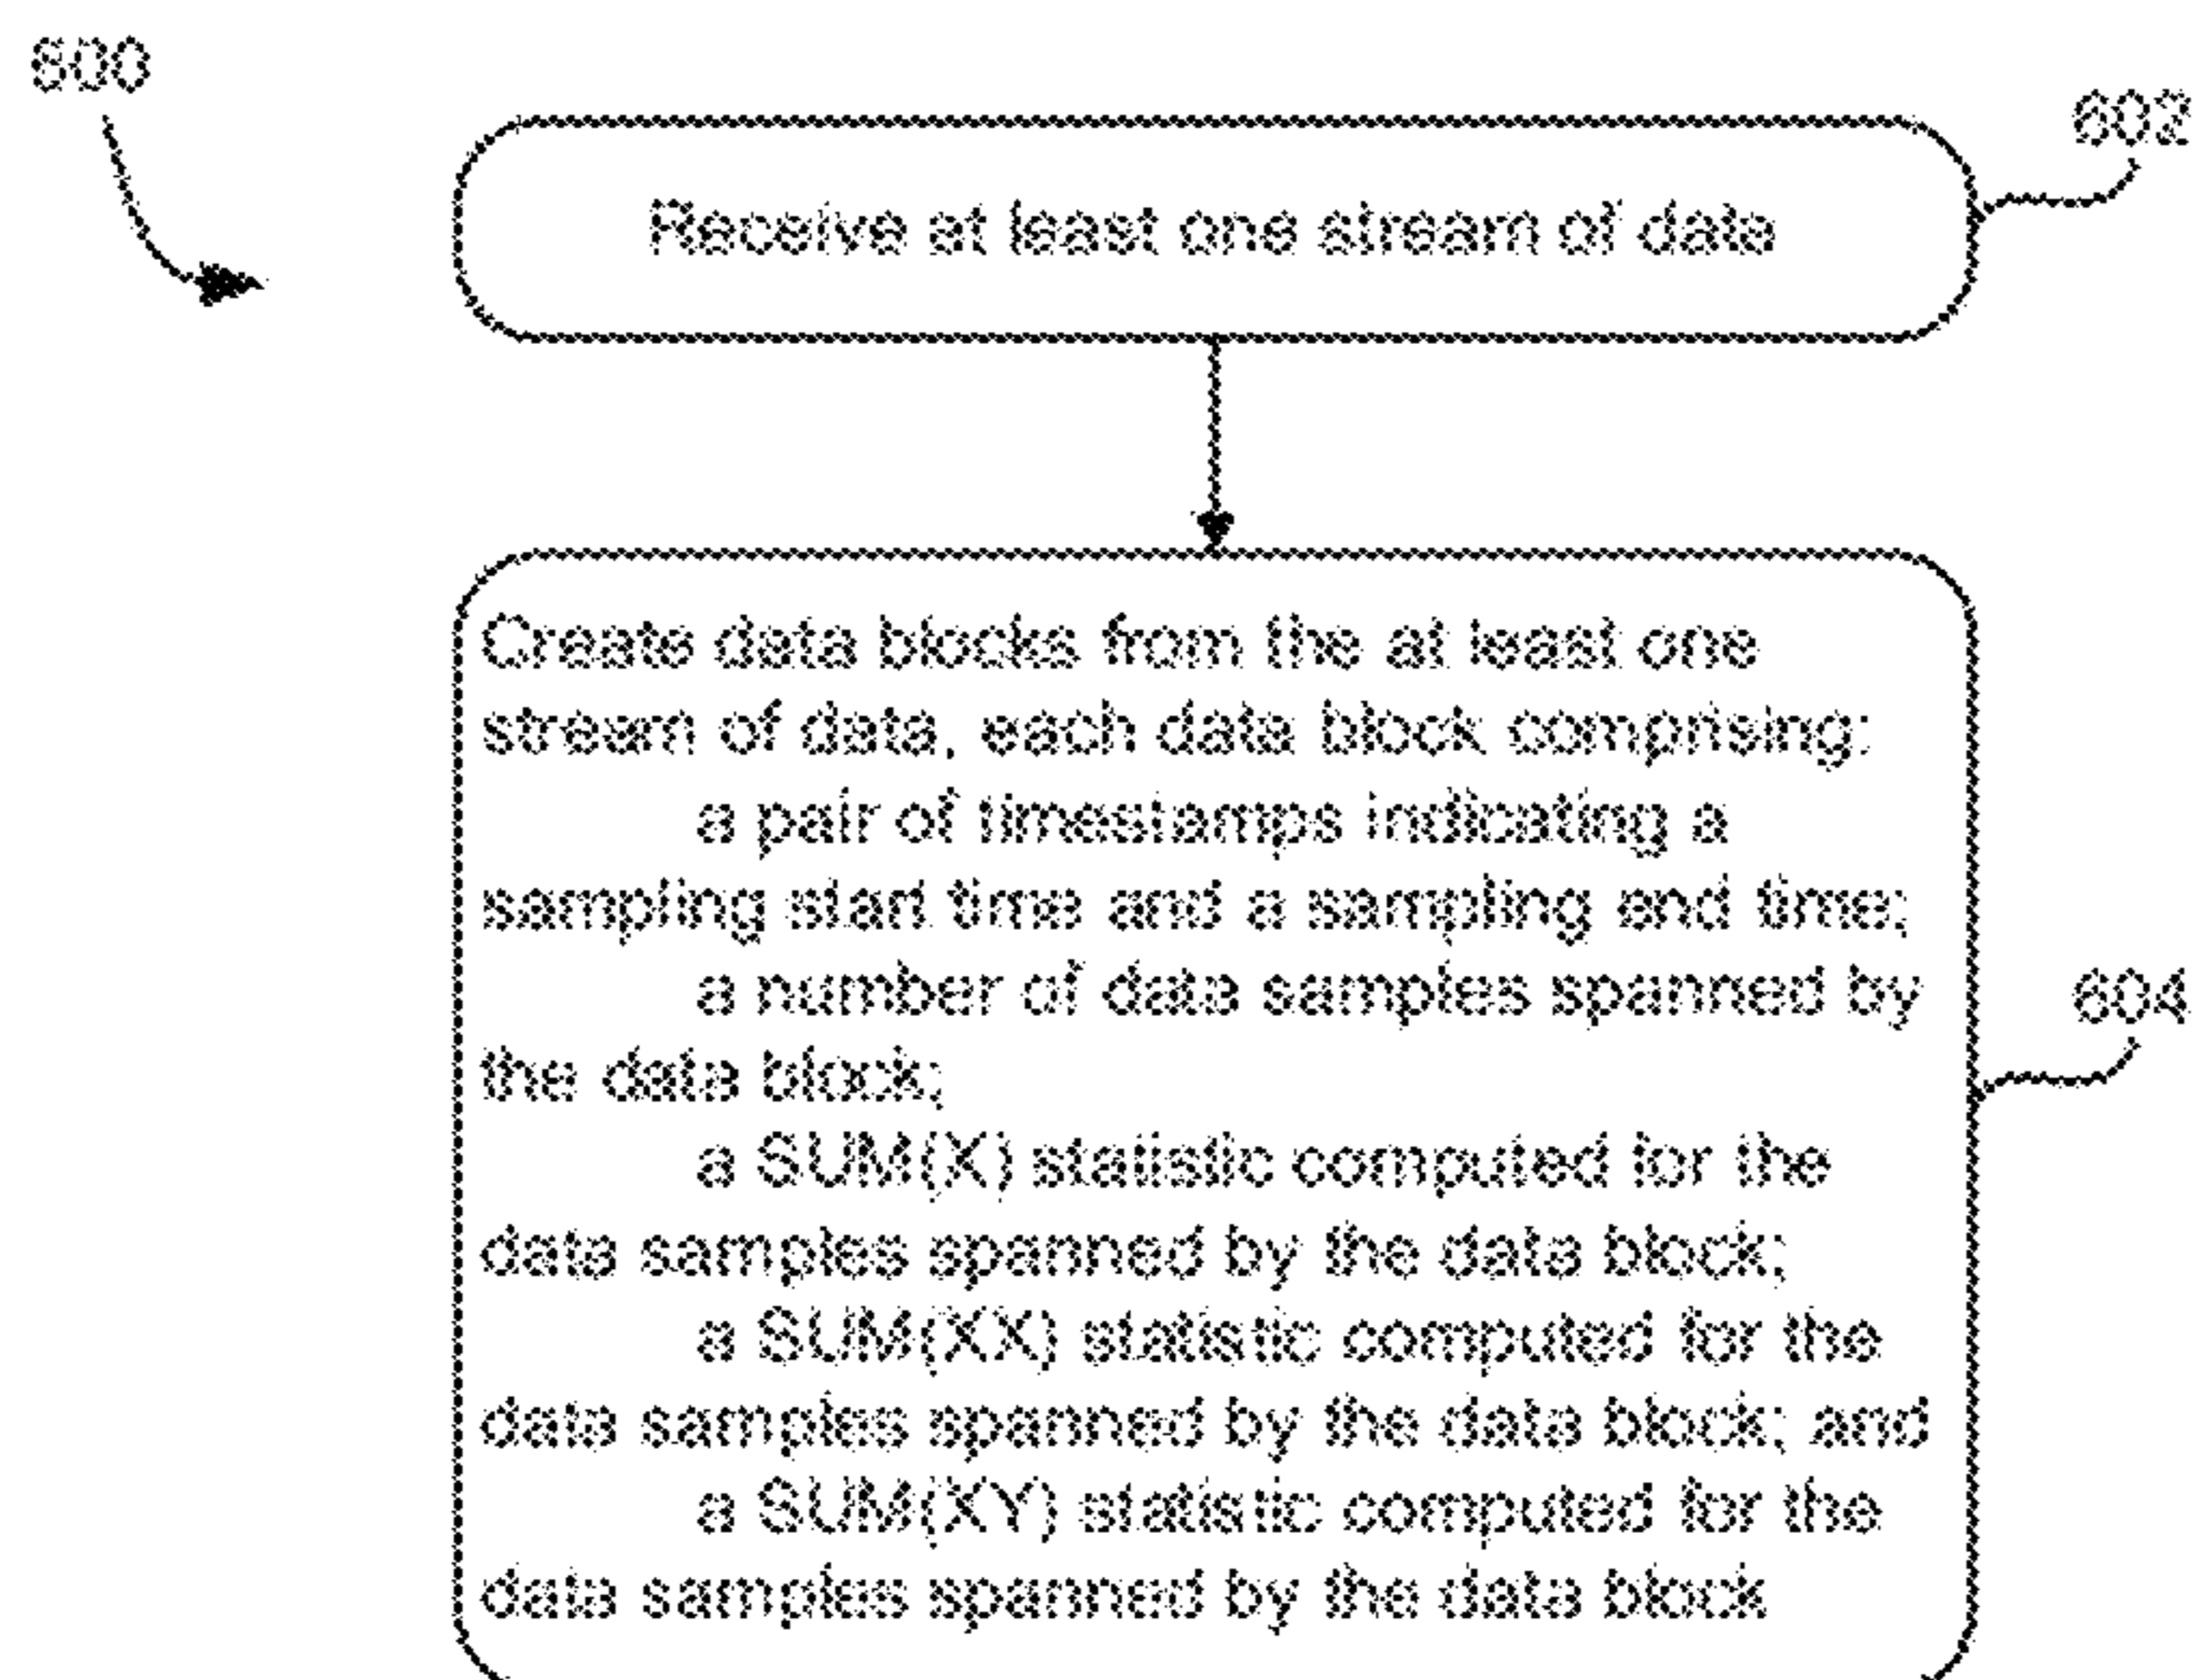 600
602
Receive at least one stream of data
Create data blocks from the at least one
stream of data, each data block comprising:
a pair of timestamps indicating a
sampling start time and a sampling end time;
a number of data samples spanned by
the data block;
604
a SUM(X) statistic computed for the
data samples spanned by the data block;
a SUM(XX) statistic computed for the
data samples spanned by the data block; and
a SUM(XY) statistic computed for the
data samples spanned by the data block